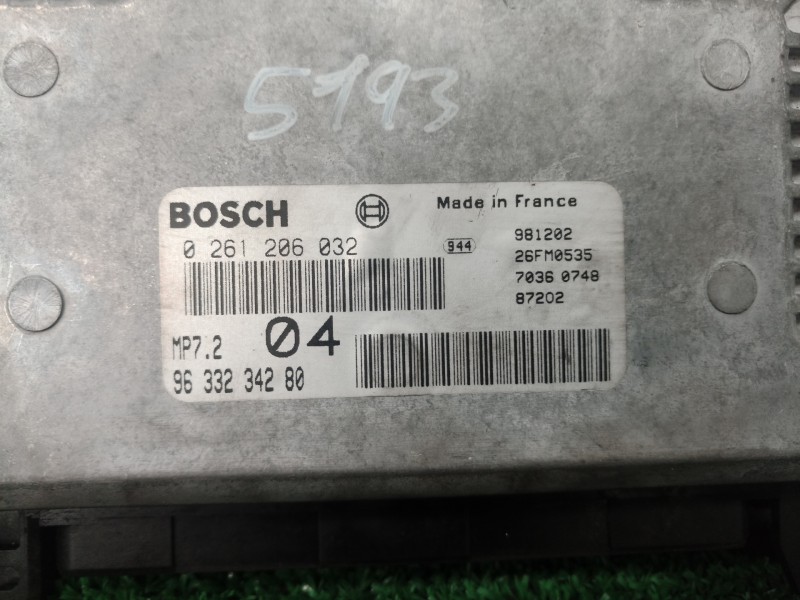 5193
BOSCH
Made in France
0 261 206 032
944
981202
26FM0535
7036 0748
87202
MP7.2
04
96 332 342 80